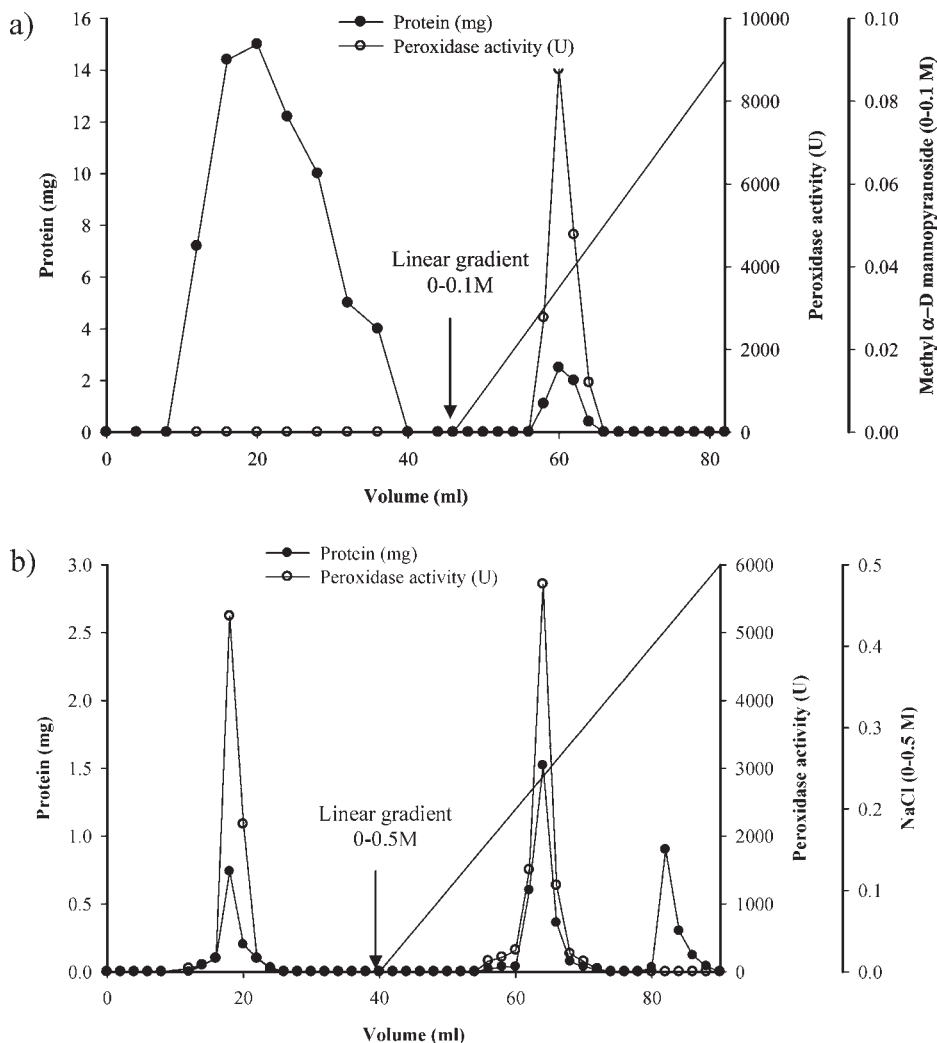 a)
Protein (mg)
Peroxidase activity (U)
16
14
12
10
8
6
4
2
0
Protein (mg)
10000
8000
6000
4000
2000
0
Peroxidase activity (U)
0.10
0.08
0.06
0.04
0.02
0.00
Methyl α–D mannopyranoside (0-0.1 M)
Linear gradient
0-0.1M
0 20 40 60 80
Volume (ml)
b)
Protein (mg)
Peroxidase activity (U)
3.0
2.5
2.0
1.5
1.0
0.5
0.0
Protein (mg)
6000
5000
4000
3000
2000
1000
0
Peroxidase activity (U)
0.5
0.4
0.3
0.2
0.1
0.0
NaCl (0-0.5 M)
Linear gradient
0-0.5M
0 20 40 60 80
Volume (ml)